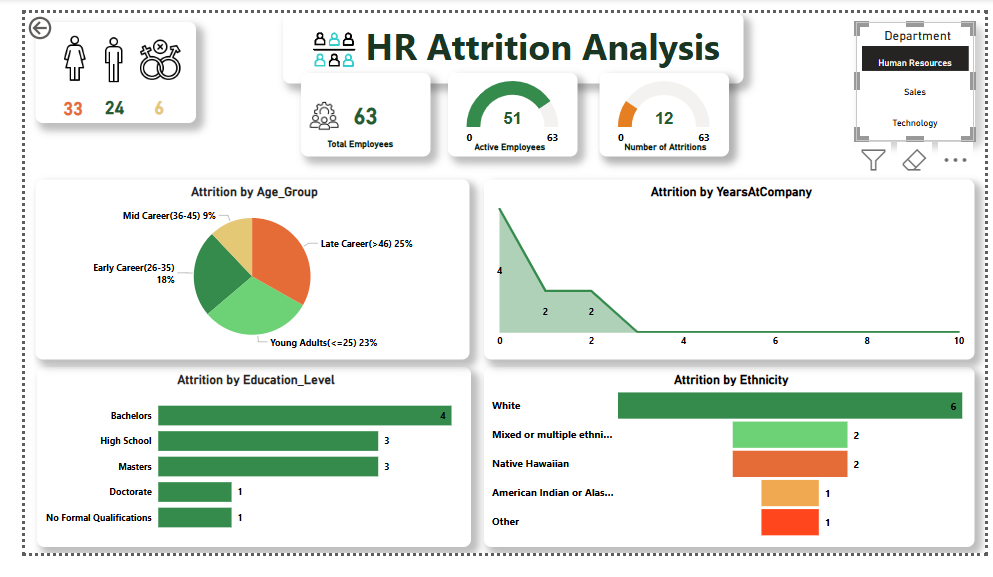 HR Attrition Analysis
33 24 6
63
Total Employees
51
0 63
Active Employees
12
0 63
Number of Attritions
Department
Human Resources
Sales
Technology
Attrition by Age_Group
Mid Career(36-45) 9%
Late Career(>46) 25%
Early Career(26-35)
18%
Young Adults(<=25) 23%
Attrition by YearsAtCompany
4
2 2
0 2 4 6 8 10
Attrition by Education_Level
Bachelors 4
High School 3
Masters 3
Doctorate 1
No Formal Qualifications 1
Attrition by Ethnicity
White 6
Mixed or multiple ethni... 2
Native Hawaiian 2
American Indian or Alas... 1
Other 1